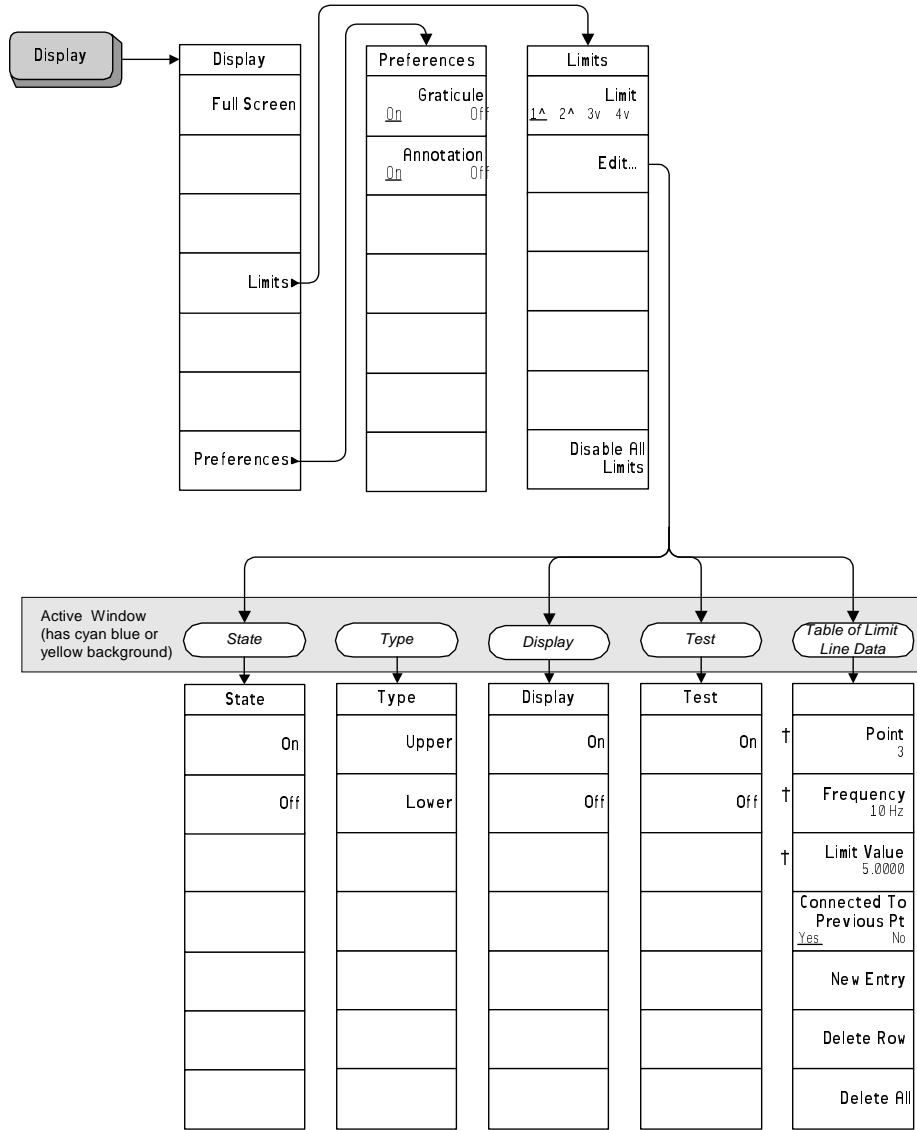 Display
Display
Full Screen
Limits
Preferences
Preferences
Graticule
On Off
Annotation
On Off
Limits
Limit
1^ 2^ 3v 4v
Edit...
Disable All
Limits
Active Window
(has cyan blue or
yellow background)
State
Type
Display
Test
Table of Limit
Line Data
State
On
Off
Type
Upper
Lower
Display
On
Off
Test
On
Off
† Point
3
† Frequency
10 Hz
† Limit Value
5.0000
Connected To
Previous Pt
Yes No
New Entry
Delete Row
Delete All